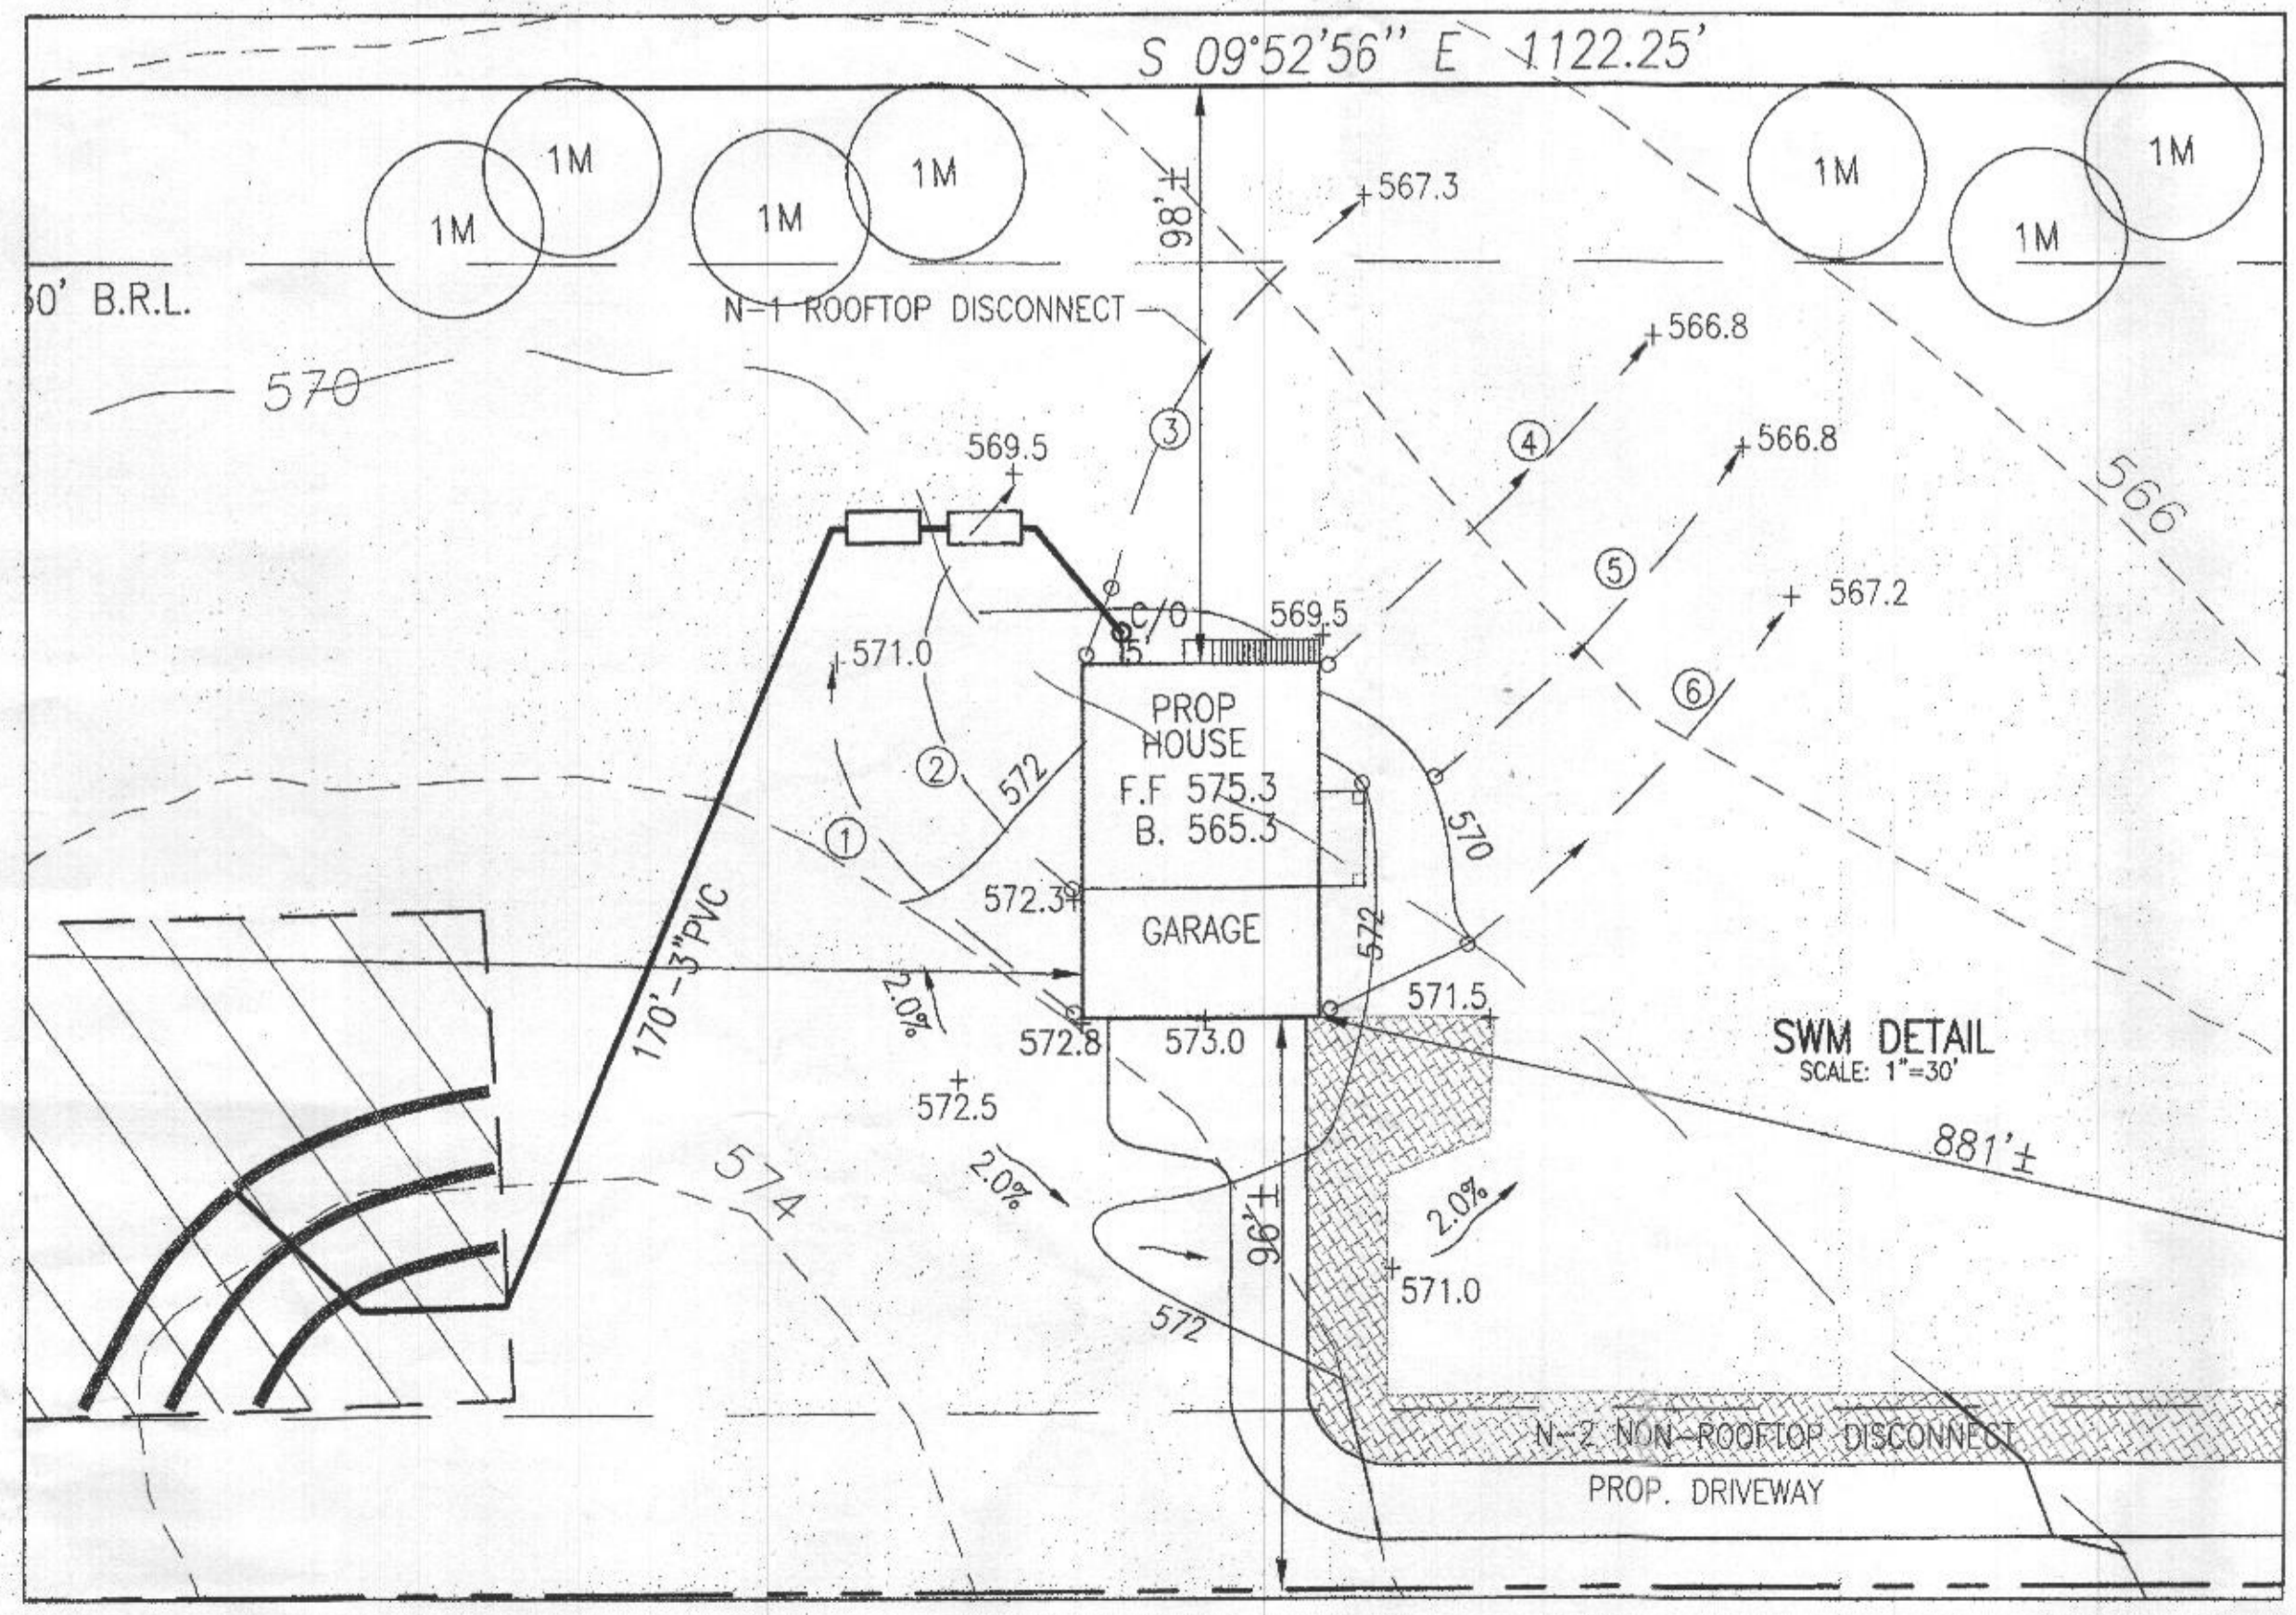 S 09°52'56" E 1122.25'
1M
1M
1M
1M
1M
1M
1M
98'±
567.3
0' B.R.L.
N-1 ROOFTOP DISCONNECT
566.8
570
3
4
566.8
569.5
566
5
567.2
C/O
569.5
5'
571.0
6
PROP
HOUSE
F.F 575.3
B. 565.3
2
572
1
570
572.3
GARAGE
572
170'-3"PVC
2.0%
571.5
572.8
573.0
SWM DETAIL
SCALE: 1"=30'
572.5
881'±
574
2.0%
2.0%
96'±
571.0
572
N-2 NON-ROOFTOP DISCONNECT
PROP. DRIVEWAY